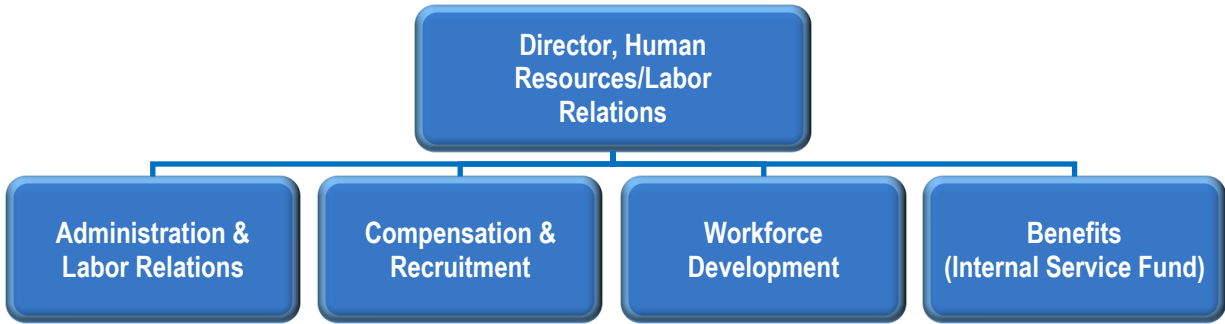 Director, Human
Resources/Labor
Relations
Administration &
Labor Relations
Compensation &
Recruitment
Workforce
Development
Benefits
(Internal Service Fund)